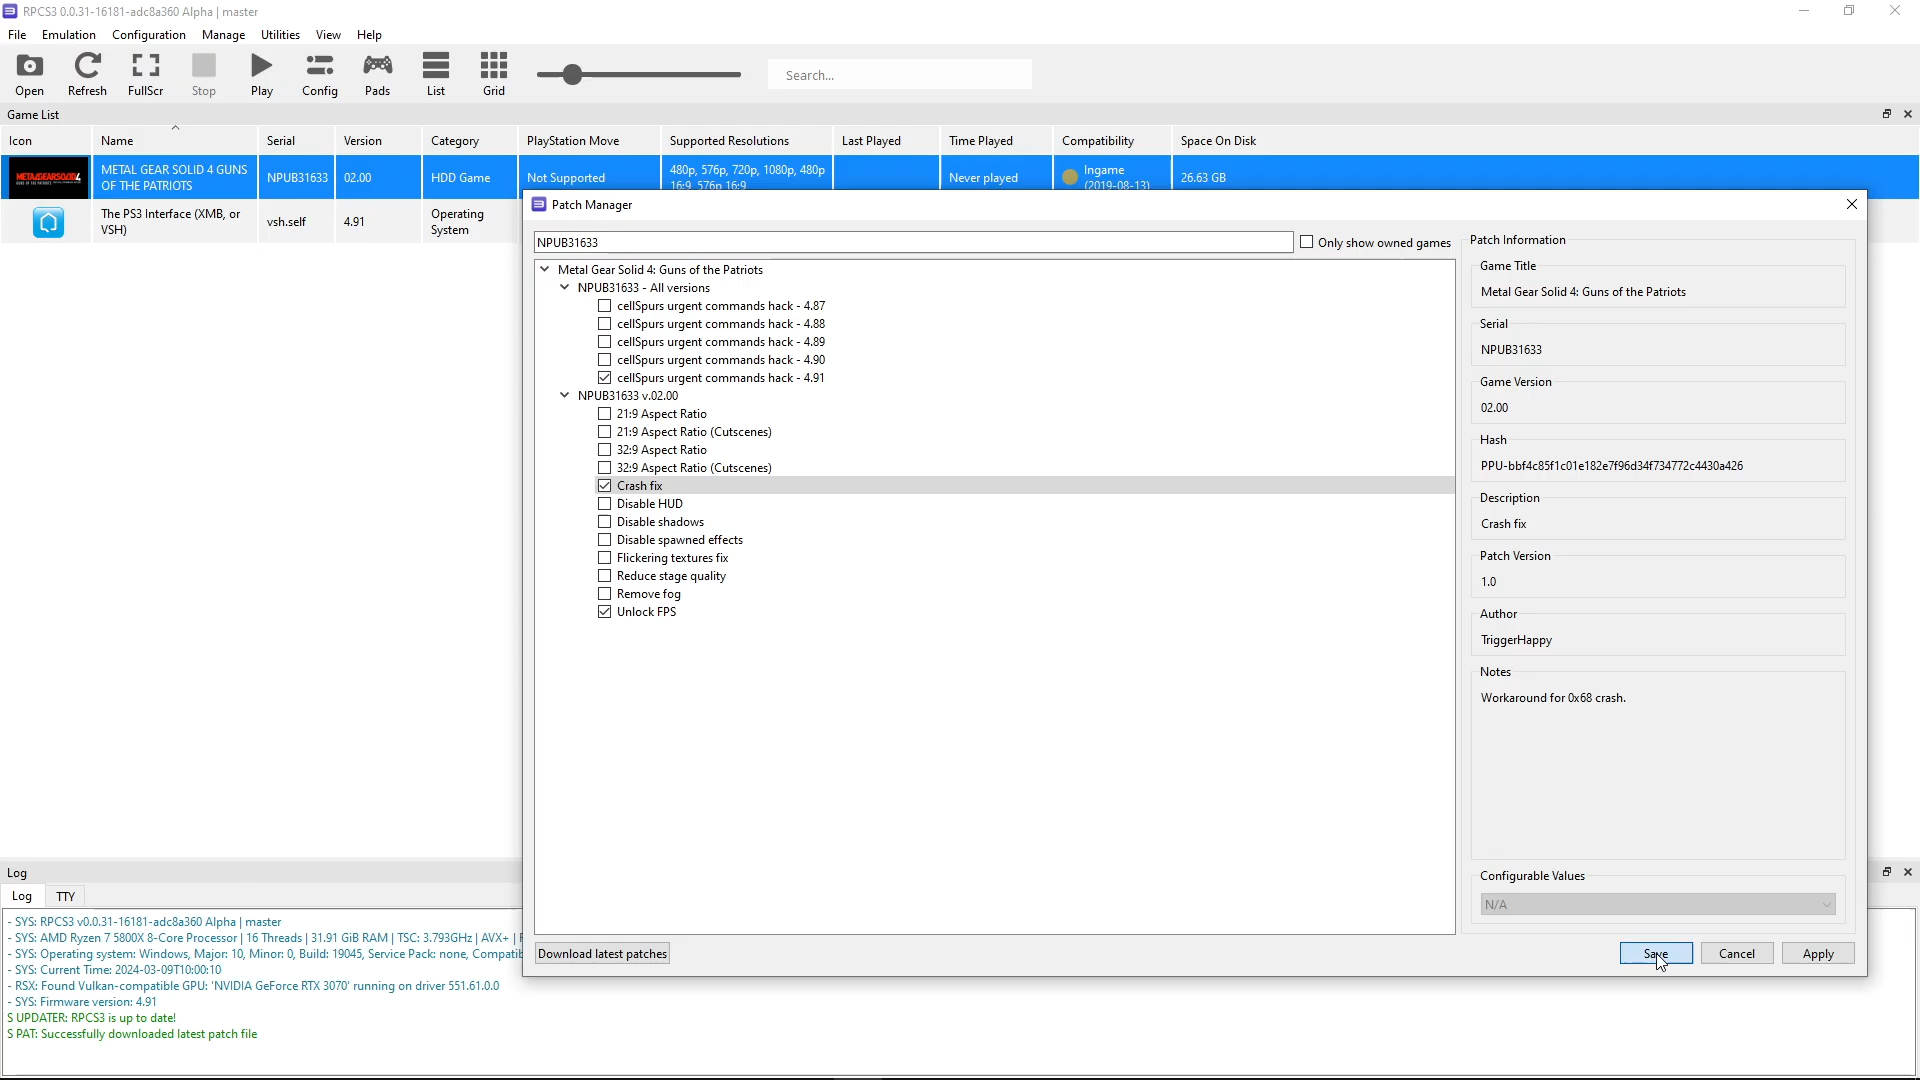 RPCS3 0.0.31-16181-adc8a360 Alpha | master
File Emulation Configuration Manage Utilities View Help
Open Refresh FullScr Stop Play Config Pads List Grid Search...
Game List
Icon Name Serial Version Category PlayStation Move Supported Resolutions Last Played Time Played Compatibility Space On Disk
METAL GEAR SOLID 4 METAL GEAR SOLID 4 GUNS OF THE PATRIOTS NPUB31633 02.00 HDD Game Not Supported 480p, 576p, 720p, 1080p, 480p 16:9, 576p 16:9 Never played Ingame (2019-08-13) 26.63 GB
The PS3 Interface (XMB, or VSH) vsh.self 4.91 Operating System
Patch Manager
NPUB31633
Only show owned games
Metal Gear Solid 4: Guns of the Patriots
NPUB31633 - All versions
cellSpurs urgent commands hack - 4.87
cellSpurs urgent commands hack - 4.88
cellSpurs urgent commands hack - 4.89
cellSpurs urgent commands hack - 4.90
cellSpurs urgent commands hack - 4.91
NPUB31633 v.02.00
21:9 Aspect Ratio
21:9 Aspect Ratio (Cutscenes)
32:9 Aspect Ratio
32:9 Aspect Ratio (Cutscenes)
Crash fix
Disable HUD
Disable shadows
Disable spawned effects
Flickering textures fix
Reduce stage quality
Remove fog
Unlock FPS
Download latest patches
Patch Information
Game Title
Metal Gear Solid 4: Guns of the Patriots
Serial
NPUB31633
Game Version
02.00
Hash
PPU-bbf4c85f1c01e182e7f96d34f734772c4430a426
Description
Crash fix
Patch Version
1.0
Author
TriggerHappy
Notes
Workaround for 0x68 crash.
Configurable Values
N/A
Save Cancel Apply
Log
Log TTY
- SYS: RPCS3 v0.0.31-16181-adc8a360 Alpha | master
- SYS: AMD Ryzen 7 5800X 8-Core Processor | 16 Threads | 31.91 GiB RAM | TSC: 3.793GHz | AVX+ | F
- SYS: Operating system: Windows, Major: 10, Minor: 0, Build: 19045, Service Pack: none, Compatib
- SYS: Current Time: 2024-03-09T10:00:10
- RSX: Found Vulkan-compatible GPU: 'NVIDIA GeForce RTX 3070' running on driver 551.61.0.0
- SYS: Firmware version: 4.91
S UPDATER: RPCS3 is up to date!
S PAT: Successfully downloaded latest patch file